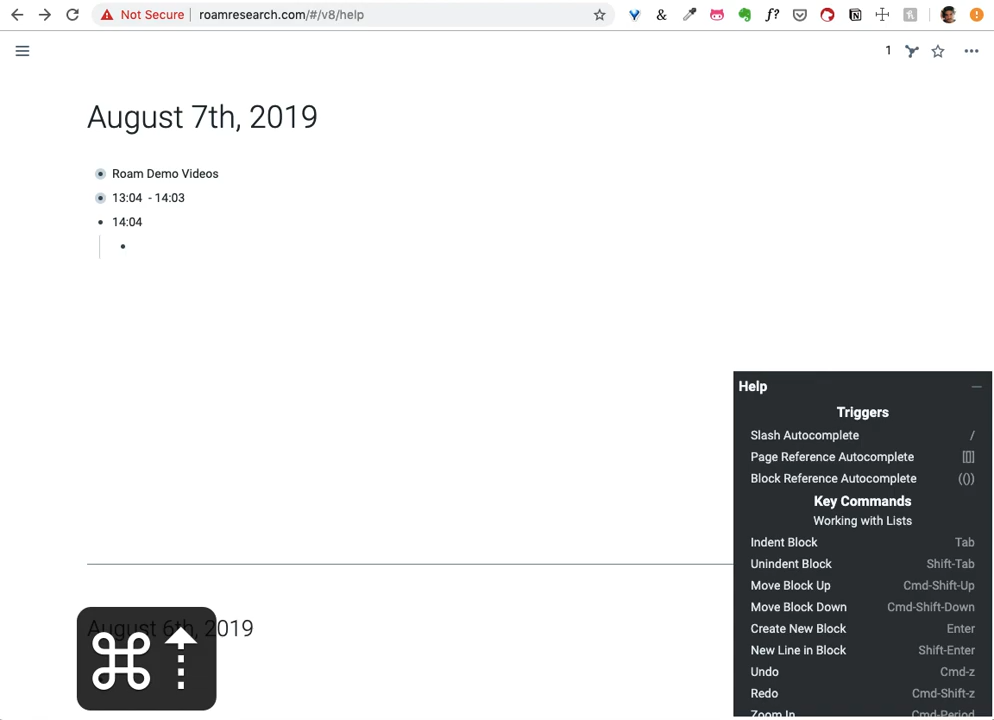 Not Secure roamresearch.com/#/v8/help
1
August 7th, 2019
Roam Demo Videos
13:04 - 14:03
14:04
Help
Triggers
Slash Autocomplete /
Page Reference Autocomplete [[]]
Block Reference Autocomplete (())
Key Commands
Working with Lists
Indent Block Tab
Unindent Block Shift-Tab
Move Block Up Cmd-Shift-Up
Move Block Down Cmd-Shift-Down
Create New Block Enter
New Line in Block Shift-Enter
Undo Cmd-z
Redo Cmd-Shift-z
Zoom In Cmd-Period
August 6th, 2019
⌘⇡